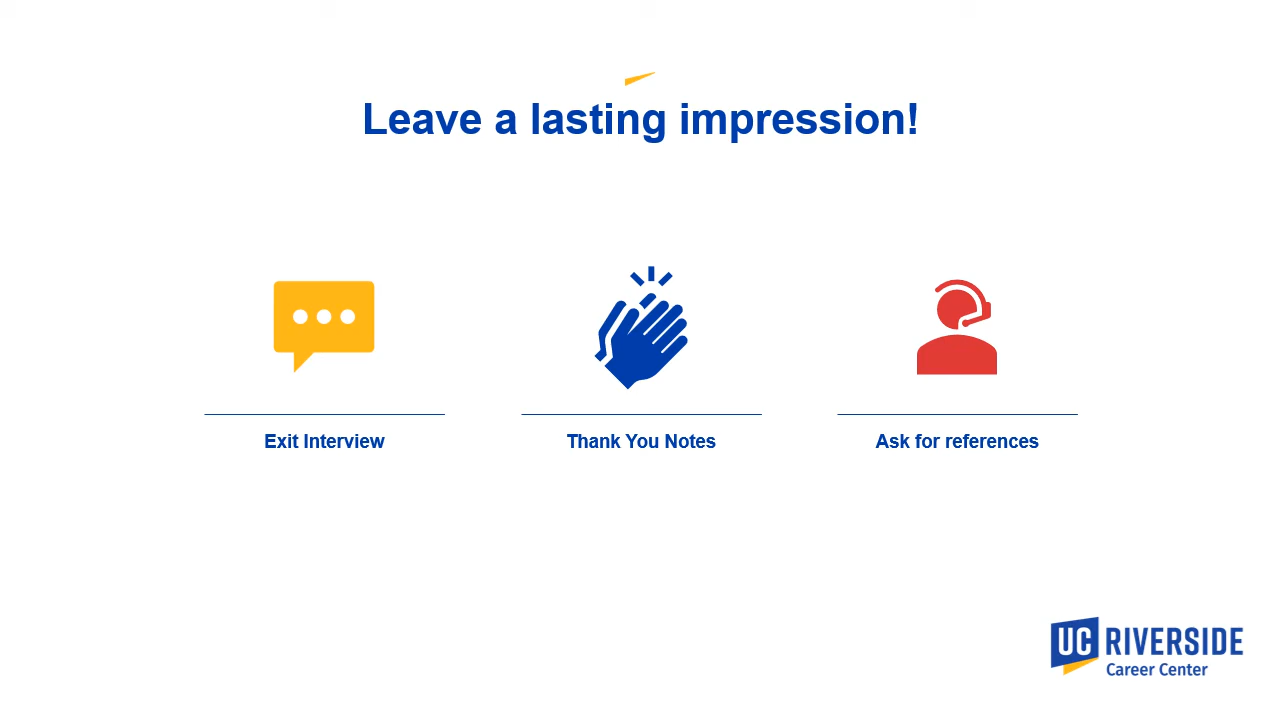 Leave a lasting impression!
Exit Interview
Thank You Notes
Ask for references
UC RIVERSIDE
Career Center